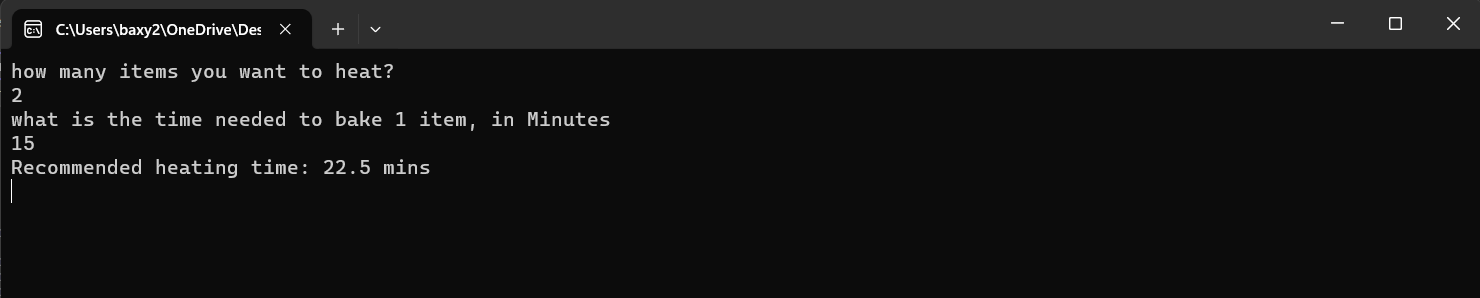 C:\Users\baxy2\OneDrive\Des
how many items you want to heat?
2
what is the time needed to bake 1 item, in Minutes
15
Recommended heating time: 22.5 mins